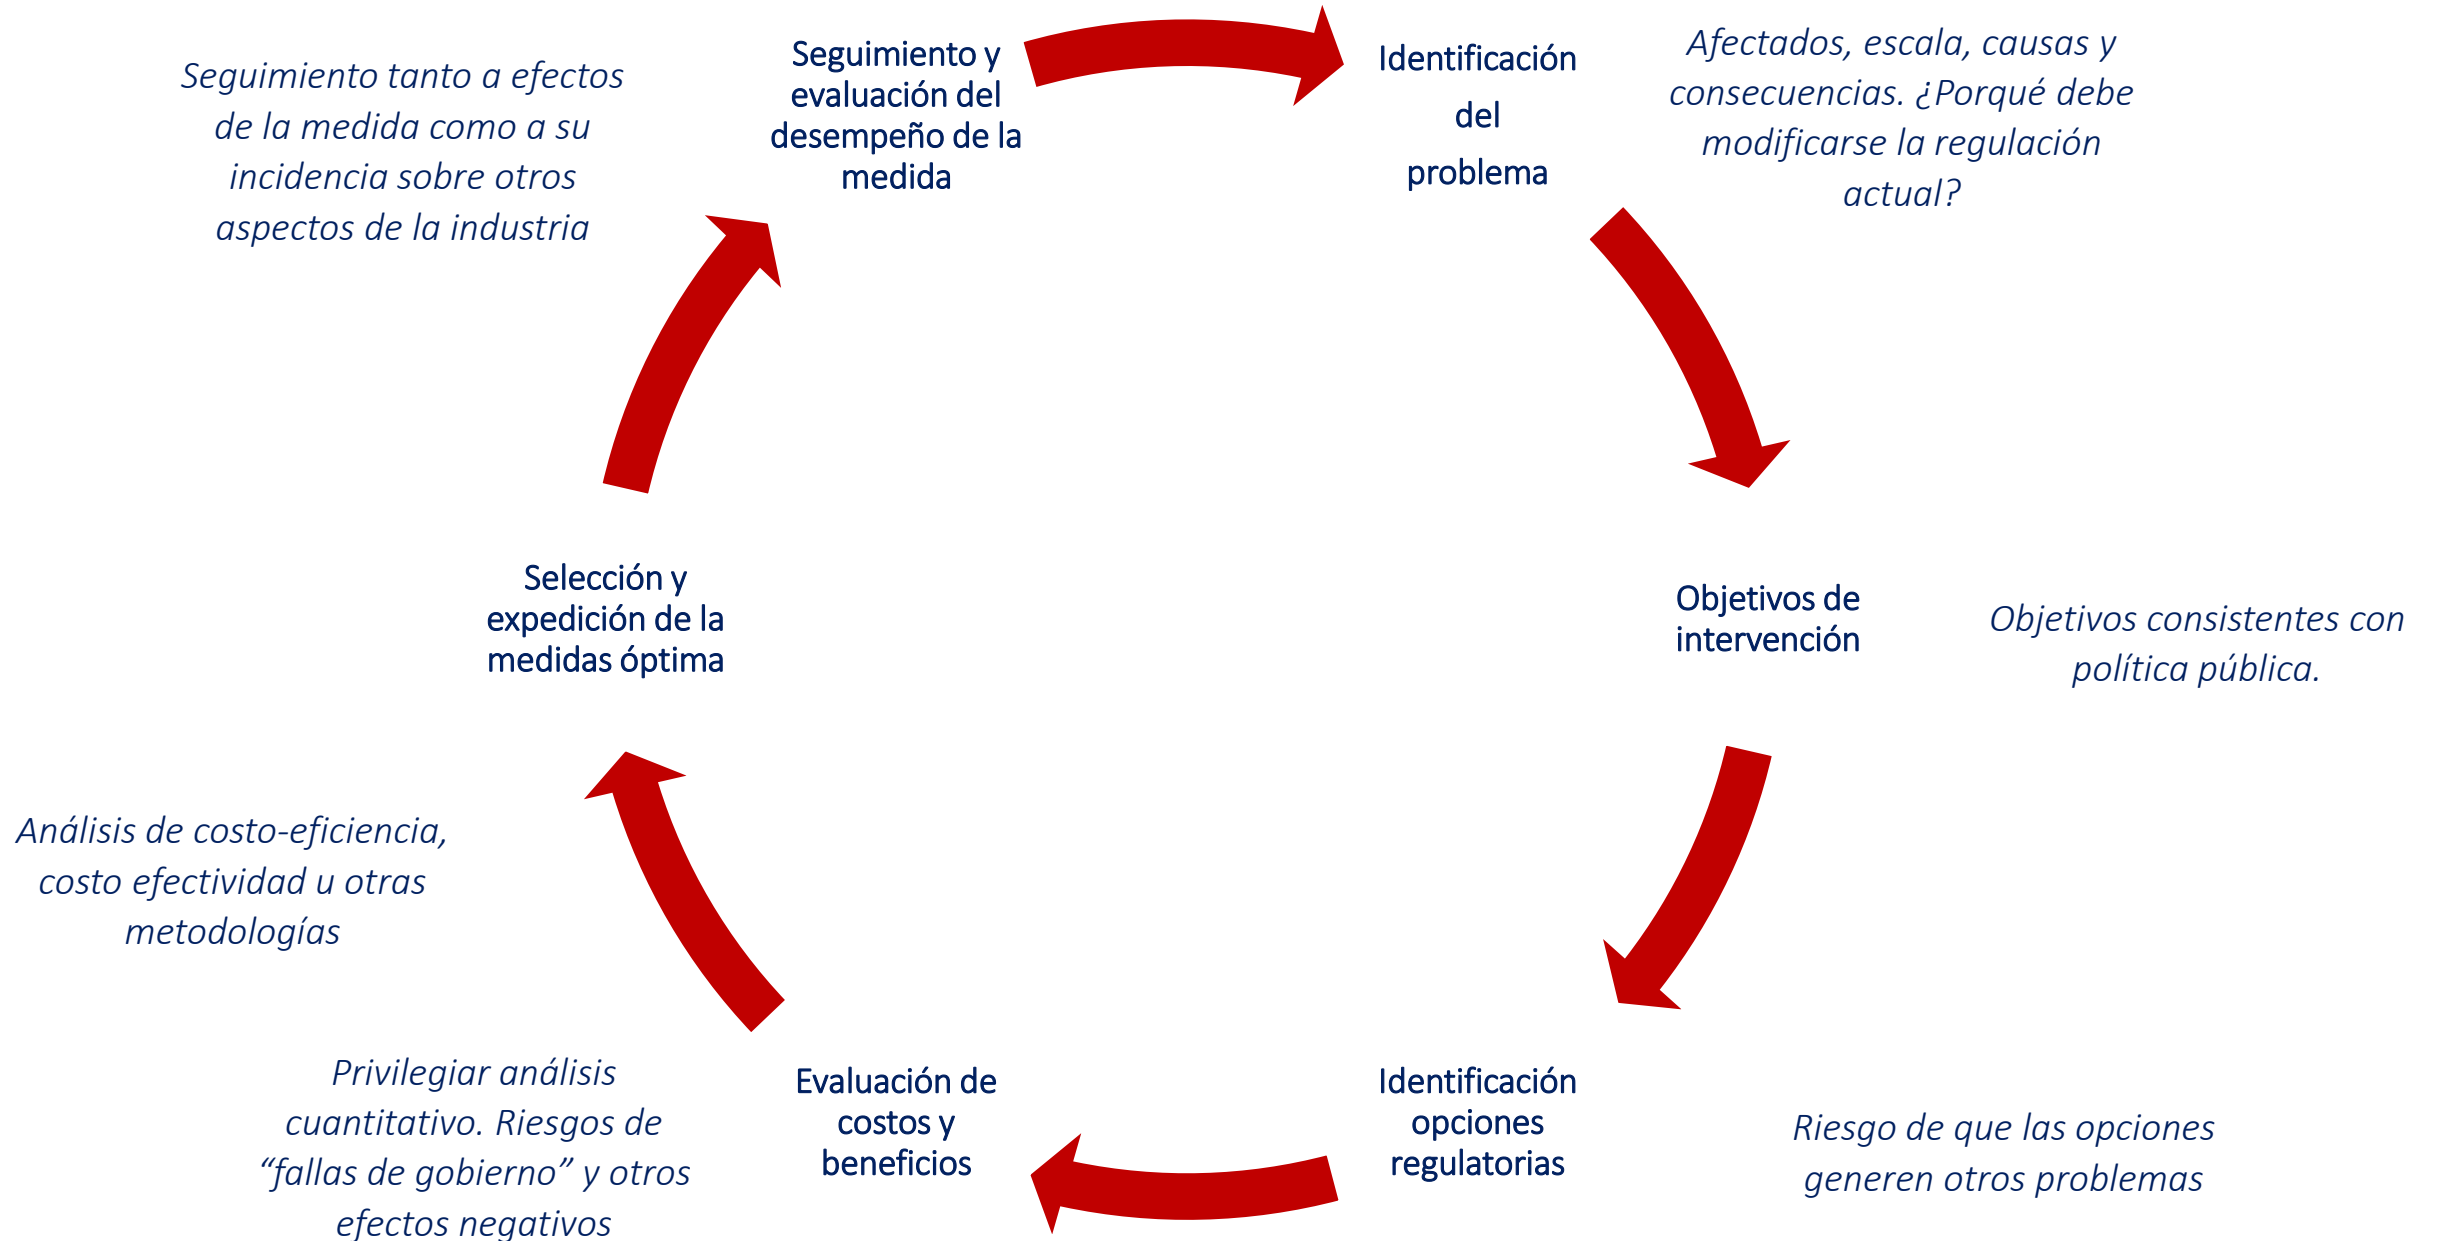 Seguimiento y
evaluación del
desempeño de la
medida
Seguimiento tanto a efectos
de la medida como a su
incidencia sobre otros
aspectos de la industria
Identificación
del
problema
Afectados, escala, causas y
consecuencias. ¿Porqué debe
modificarse la regulación
actual?
Objetivos de
intervención
Objetivos consistentes con
política pública.
Identificación
opciones
regulatorias
Riesgo de que las opciones
generen otros problemas
Evaluación de
costos y
beneficios
Privilegiar análisis
cuantitativo. Riesgos de
“fallas de gobierno” y otros
efectos negativos
Selección y
expedición de la
medidas óptima
Análisis de costo-eficiencia,
costo efectividad u otras
metodologías